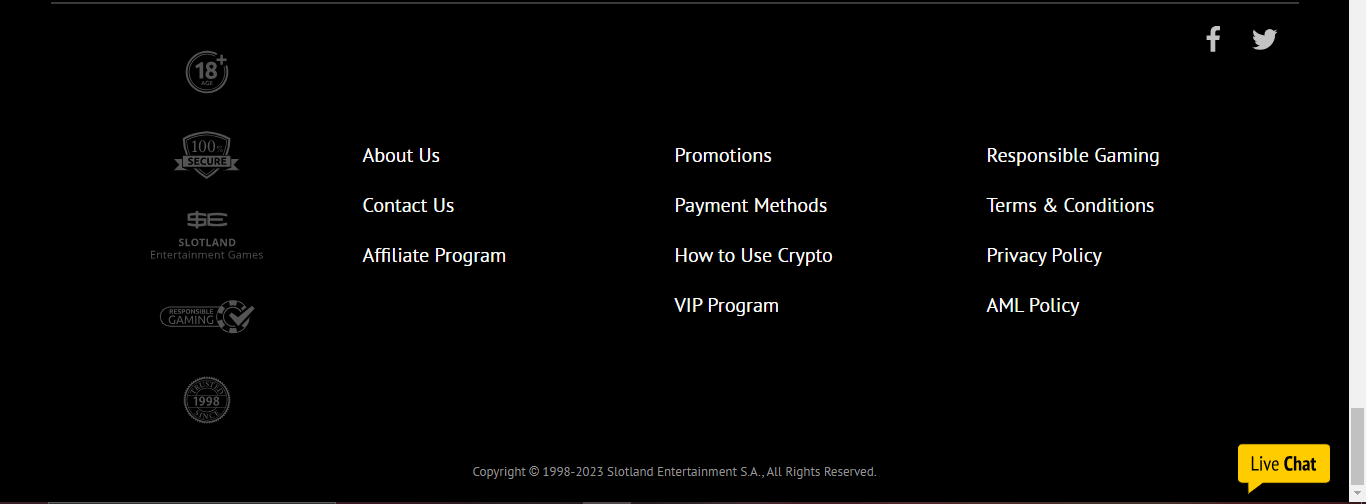 18+
AGE
100%
SECURE
About Us
Contact Us
Affiliate Program
Promotions
Payment Methods
How to Use Crypto
VIP Program
Responsible Gaming
Terms & Conditions
Privacy Policy
AML Policy
SLOTLAND
Entertainment Games
RESPONSIBLE
GAMING
TRUSTED
1998
SINCE
Copyright © 1998-2023 Slotland Entertainment S.A., All Rights Reserved.
Live Chat